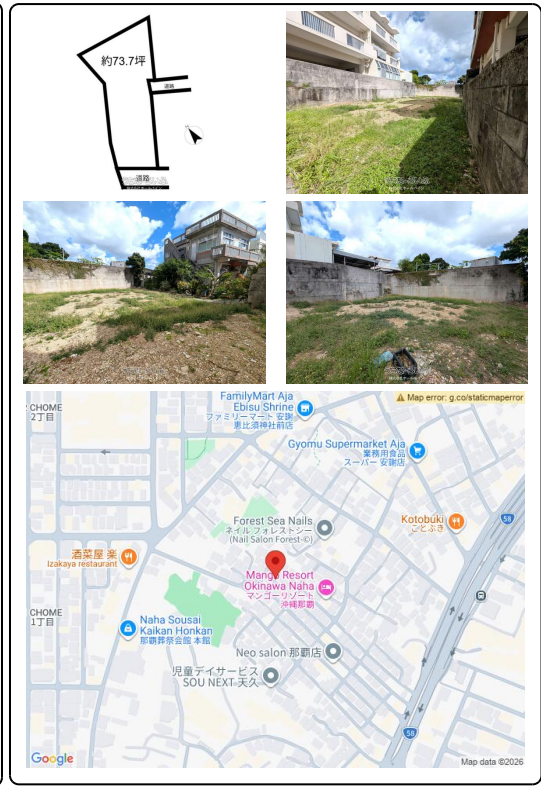 約73.7坪
道路
道路
Map error: g.co/staticmaperror
CHOME
2丁目
FamilyMart Aja
Ebisu Shrine
ファミリーマート 安謝
恵比須神社前店
Gyomu Supermarket Aja
業務用食品
スーパー 安謝店
58
Forest Sea Nails
ネイル フォレストシー
(Nail Salon Forest ©)
Kotobuki
ことぶき
酒菜屋 楽
Izakaya restaurant
Mango Resort
Okinawa Naha
マンゴーリゾート
沖縄那覇
CHOME
1丁目
Naha Sousai
Kaikan Honkan
那覇葬祭会館 本館
Neo salon 那覇店
児童デイサービス
SOU NEXT 天久
58
Google
Map data ©2026